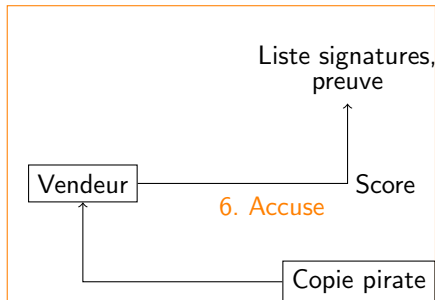 Liste signatures,
preuve
Vendeur
Score
6. Accuse
Copie pirate